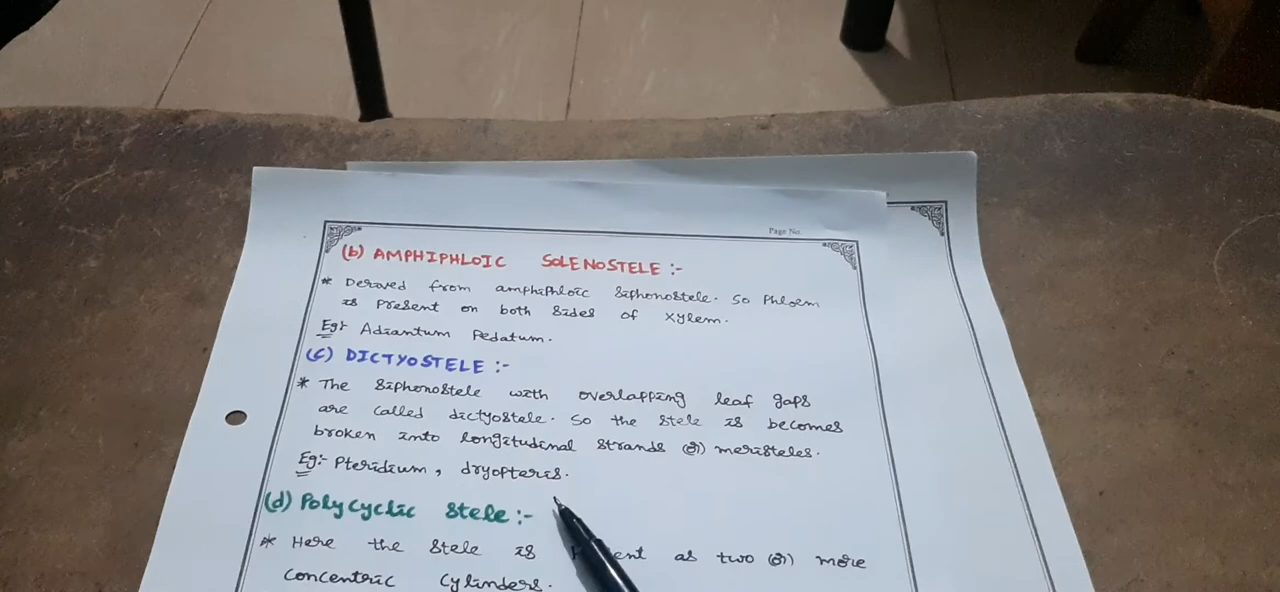 Page No.
(b) AMPHIPHLOIC SOLENOSTELE :-
* Derived from amphiphloic Siphonostele. So Phloem
is present on both sides of xylem.
Eg:- Adiantum Pedatum.
(c) DICTYOSTELE :-
* The Siphonostele with overlapping leaf gaps
are called dictyostele. So the stele is becomes
broken into longitudinal strands (or) meristeles.
Eg:- Pteridium, dryopteris.
(d) Polycyclic Stele :-
* Here the stele is as two (or) more
concentric cylinders.